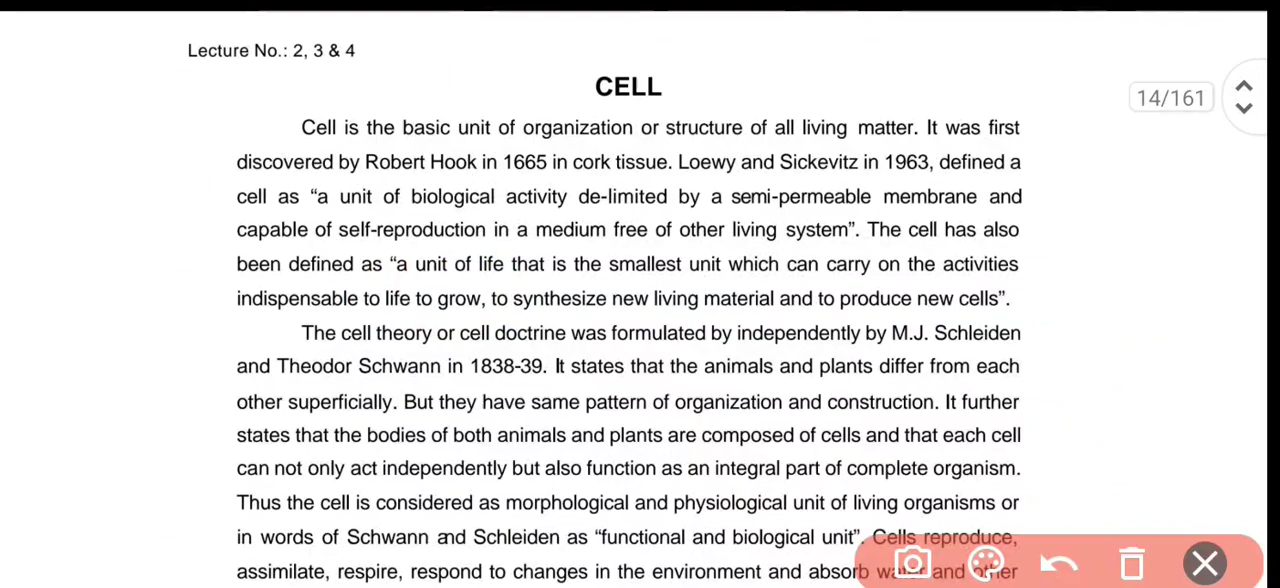 Lecture No.: 2, 3 & 4
CELL
14/161
Cell is the basic unit of organization or structure of all living matter. It was first
discovered by Robert Hook in 1665 in cork tissue. Loewy and Sickevitz in 1963, defined a
cell as “a unit of biological activity de-limited by a semi-permeable membrane and
capable of self-reproduction in a medium free of other living system”. The cell has also
been defined as “a unit of life that is the smallest unit which can carry on the activities
indispensable to life to grow, to synthesize new living material and to produce new cells”.
The cell theory or cell doctrine was formulated by independently by M.J. Schleiden
and Theodor Schwann in 1838-39. It states that the animals and plants differ from each
other superficially. But they have same pattern of organization and construction. It further
states that the bodies of both animals and plants are composed of cells and that each cell
can not only act independently but also function as an integral part of complete organism.
Thus the cell is considered as morphological and physiological unit of living organisms or
in words of Schwann and Schleiden as “functional and biological unit”. Cells reproduce,
assimilate, respire, respond to changes in the environment and absorb water and other